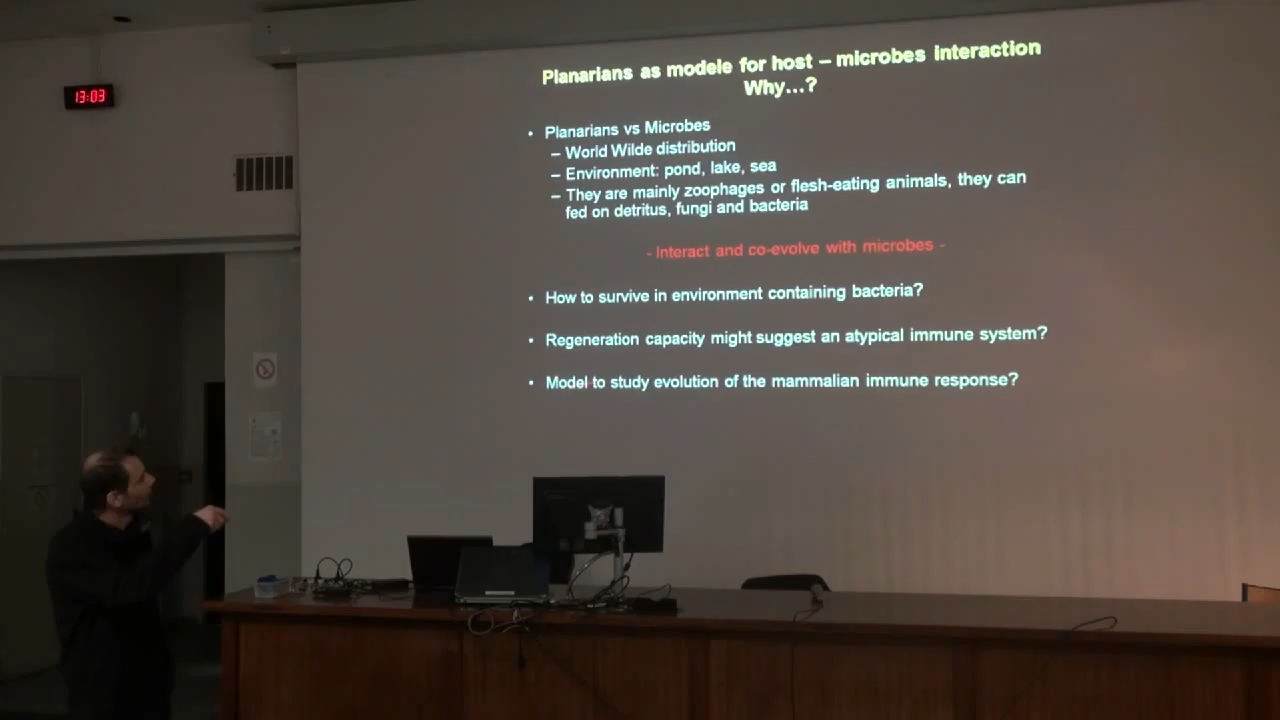 13:03
Planarians as modele for host – microbes interaction
Why...?
• Planarians vs Microbes
– World Wilde distribution
– Environment: pond, lake, sea
– They are mainly zoophages or flesh-eating animals, they can
fed on detritus, fungi and bacteria
- Interact and co-evolve with microbes -
• How to survive in environment containing bacteria?
• Regeneration capacity might suggest an atypical immune system?
• Model to study evolution of the mammalian immune response?